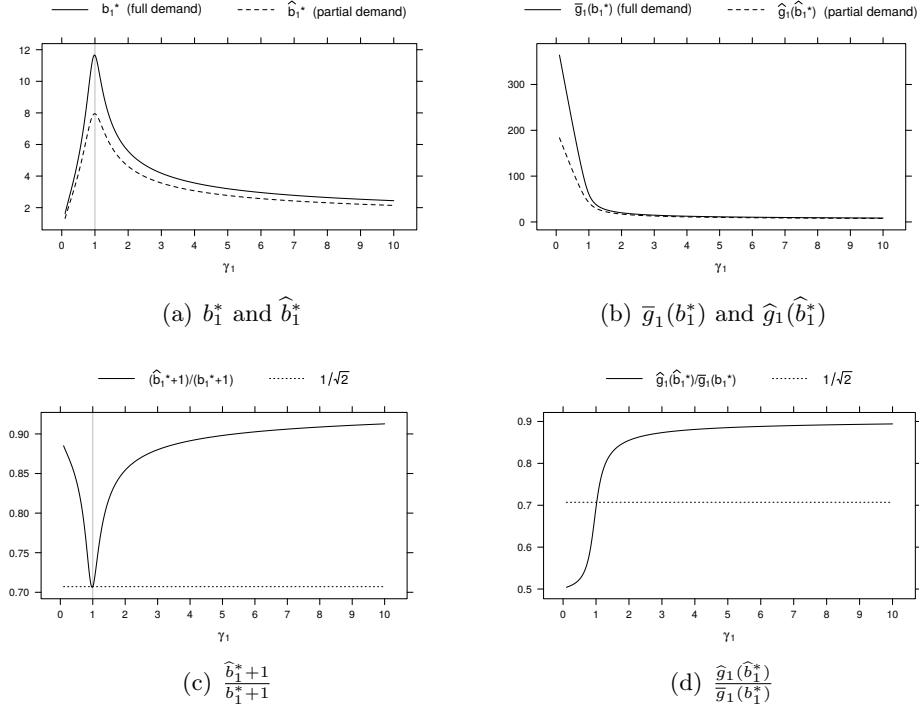 b₁* (full demand) b̂₁* (partial demand)
12
10
8
6
4
2
0 1 2 3 4 5 6 7 8 9 10
γ₁
(a) b₁* and b̂₁*
g̅₁(b₁*) (full demand) ĝ₁(b̂₁*) (partial demand)
300
200
100
0
0 1 2 3 4 5 6 7 8 9 10
γ₁
(b) g̅₁(b₁*) and ĝ₁(b̂₁*)
(b̂₁*+1)/(b₁*+1) 1/√2
0.90
0.85
0.80
0.75
0.70
0 1 2 3 4 5 6 7 8 9 10
γ₁
(c) b̂₁*+1 / b₁*+1
ĝ₁(b̂₁*)/g̅₁(b₁*) 1/√2
0.9
0.8
0.7
0.6
0.5
0 1 2 3 4 5 6 7 8 9 10
γ₁
(d) ĝ₁(b̂₁*) / g̅₁(b₁*)